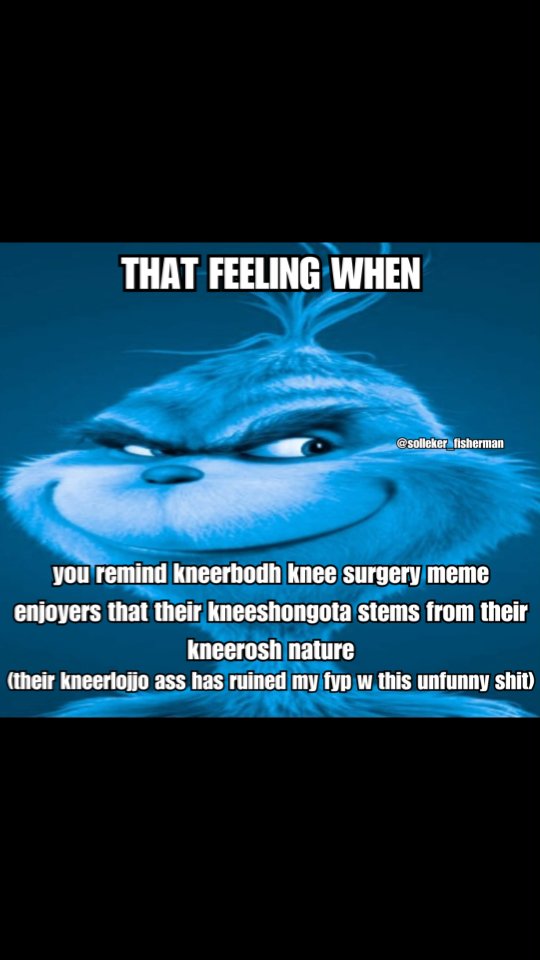 THAT FEELING WHEN
@solleker_fisherman
you remind kneerbodh knee surgery meme
enjoyers that their kneeshongota stems from their
kneerosh nature
(their kneerlojjo ass has ruined my fyp w this unfunny shit)